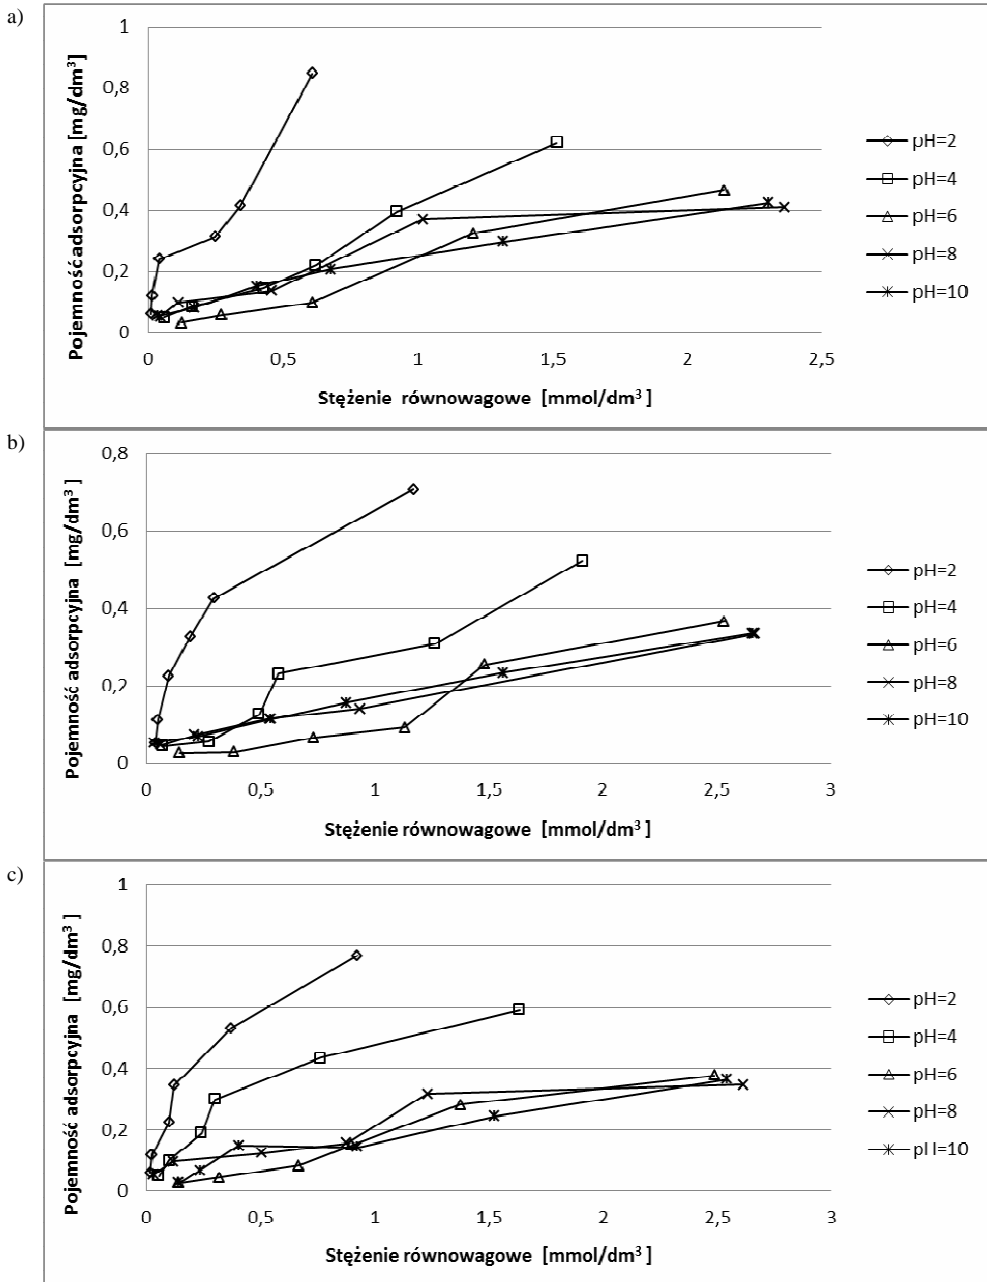 a)
1
0,8
0,6
0,4
0,2
0
Pojemność adsorpcyjna [mg/dm³]
0 0,5 1 1,5 2 2,5
Stężenie równowagowe [mmol/dm³]
pH=2
pH=4
pH=6
pH=8
pH=10
b)
0,8
0,6
0,4
0,2
0
Pojemność adsorpcyjna [mg/dm³]
0 0,5 1 1,5 2 2,5 3
Stężenie równowagowe [mmol/dm³]
pH=2
pH=4
pH=6
pH=8
pH=10
c)
1
0,8
0,6
0,4
0,2
0
Pojemność adsorpcyjna [mg/dm³]
0 0,5 1 1,5 2 2,5 3
Stężenie równowagowe [mmol/dm³]
pH=2
pH=4
pH=6
pH=8
pH=10